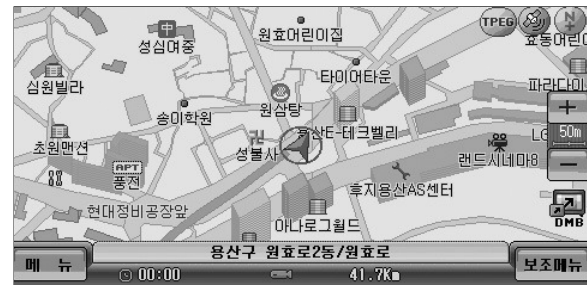 TPEG
N
中
성심여중
원효어린이집
효동어린이
타이어타운
심원빌라
파라다이
원삼탕
송이학원
용산E-테크밸리
50m
초원맨션
卍
성불사
LG
랜드시네마8
APT
풍전
후지용산AS센터
현대정비공장앞
아나로그월드
DMB
용산구 원효로2동/원효로
메 뉴
보조메뉴
00:00
41.7Km